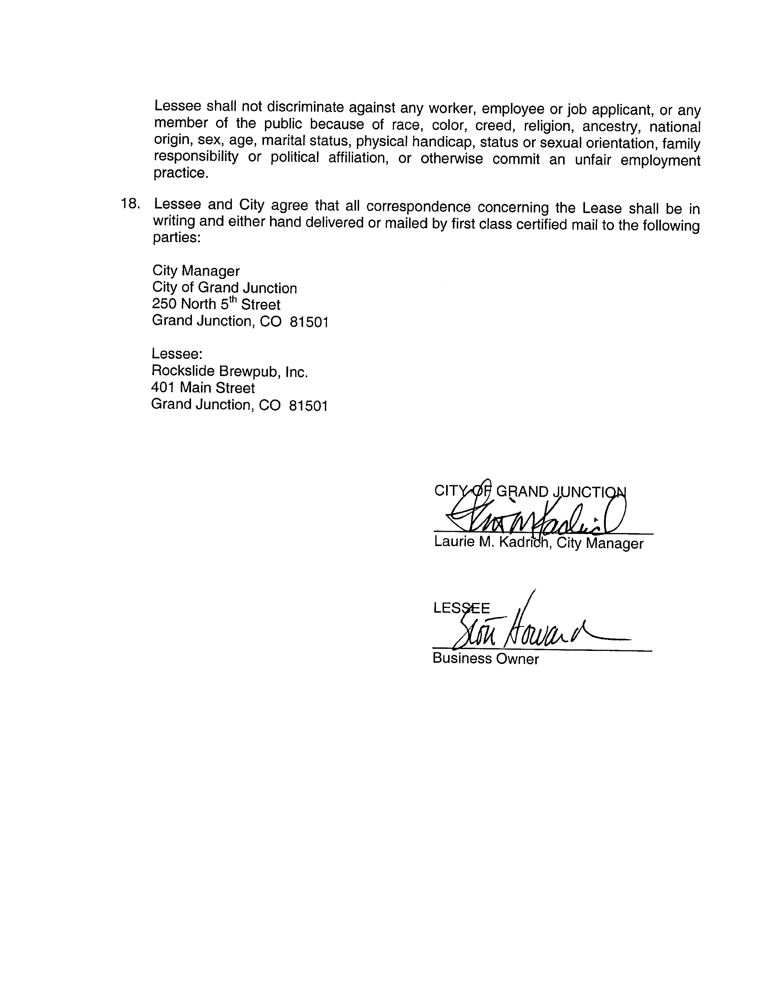 Lessee shall not discriminate against any worker, employee or job applicant, or any
member of the public because of race, color, creed, religion, ancestry, national
origin, sex, age, marital status, physical handicap, status or sexual orientation, family
responsibility or political affiliation, or otherwise commit an unfair employment
practice.
18. Lessee and City agree that all correspondence concerning the Lease shall be in
writing and either hand delivered or mailed by first class certified mail to the following
parties:
City Manager
City of Grand Junction
250 North 5th Street
Grand Junction, CO 81501
Lessee:
Rockslide Brewpub, Inc.
401 Main Street
Grand Junction, CO 81501
CITY OF GRAND JUNCTION
Laurie M. Kadrich, City Manager
LESSEE
Howard
Business Owner